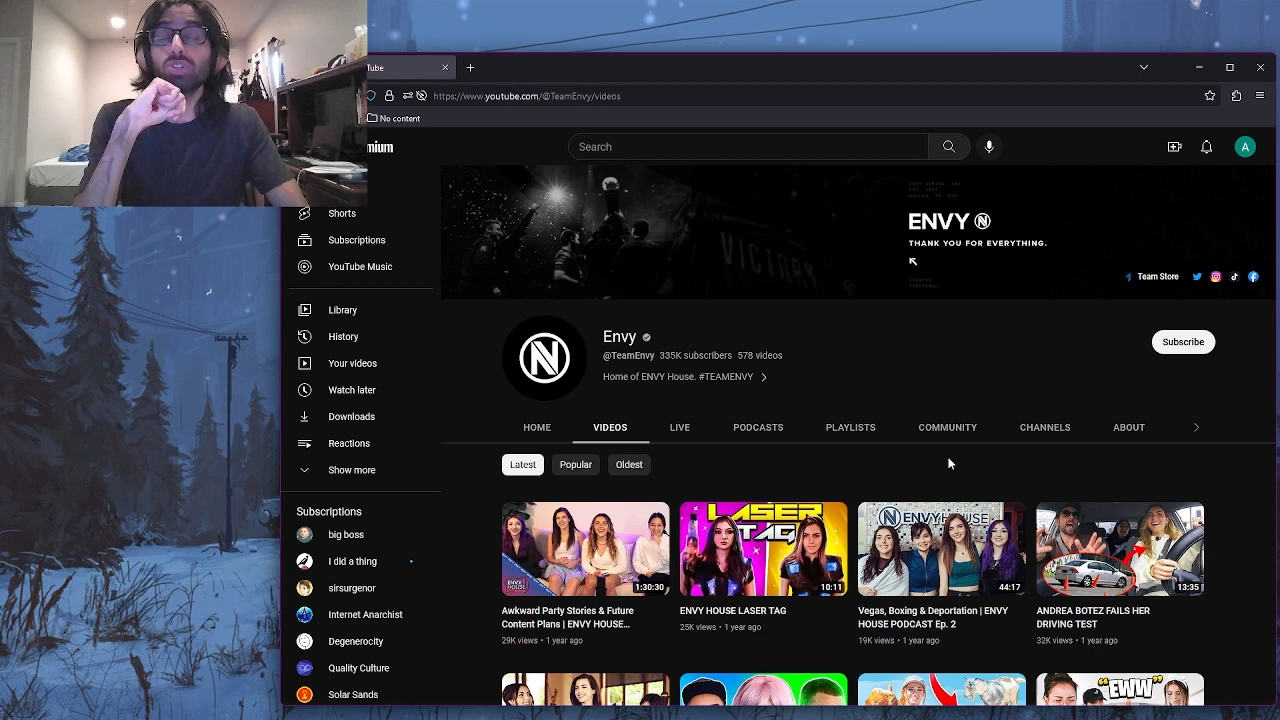 Tube
https://www.youtube.com/@TeamEnvy/videos
No content
mium
Search
A
Shorts
Subscriptions
YouTube Music
Library
History
Your videos
Watch later
Downloads
Reactions
Show more
Subscriptions
big boss
I did a thing
sirsurgenor
Internet Anarchist
Degenerocity
Quality Culture
Solar Sands
VICTORY
ENVY
THANK YOU FOR EVERYTHING.
Team Store
Envy
@TeamEnvy 335K subscribers 578 videos
Home of ENVY House. #TEAMENVY
Subscribe
HOME VIDEOS LIVE PODCASTS PLAYLISTS COMMUNITY CHANNELS ABOUT
Latest Popular Oldest
ENVY HOUSE
1:30:30
Awkward Party Stories & Future
Content Plans | ENVY HOUSE...
29K views • 1 year ago
LASER
TAG
10:11
ENVY HOUSE LASER TAG
25K views • 1 year ago
ENVYHOUSE
44:17
Vegas, Boxing & Deportation | ENVY
HOUSE PODCAST Ep. 2
19K views • 1 year ago
13:35
ANDREA BOTEZ FAILS HER
DRIVING TEST
32K views • 1 year ago
"EWW"